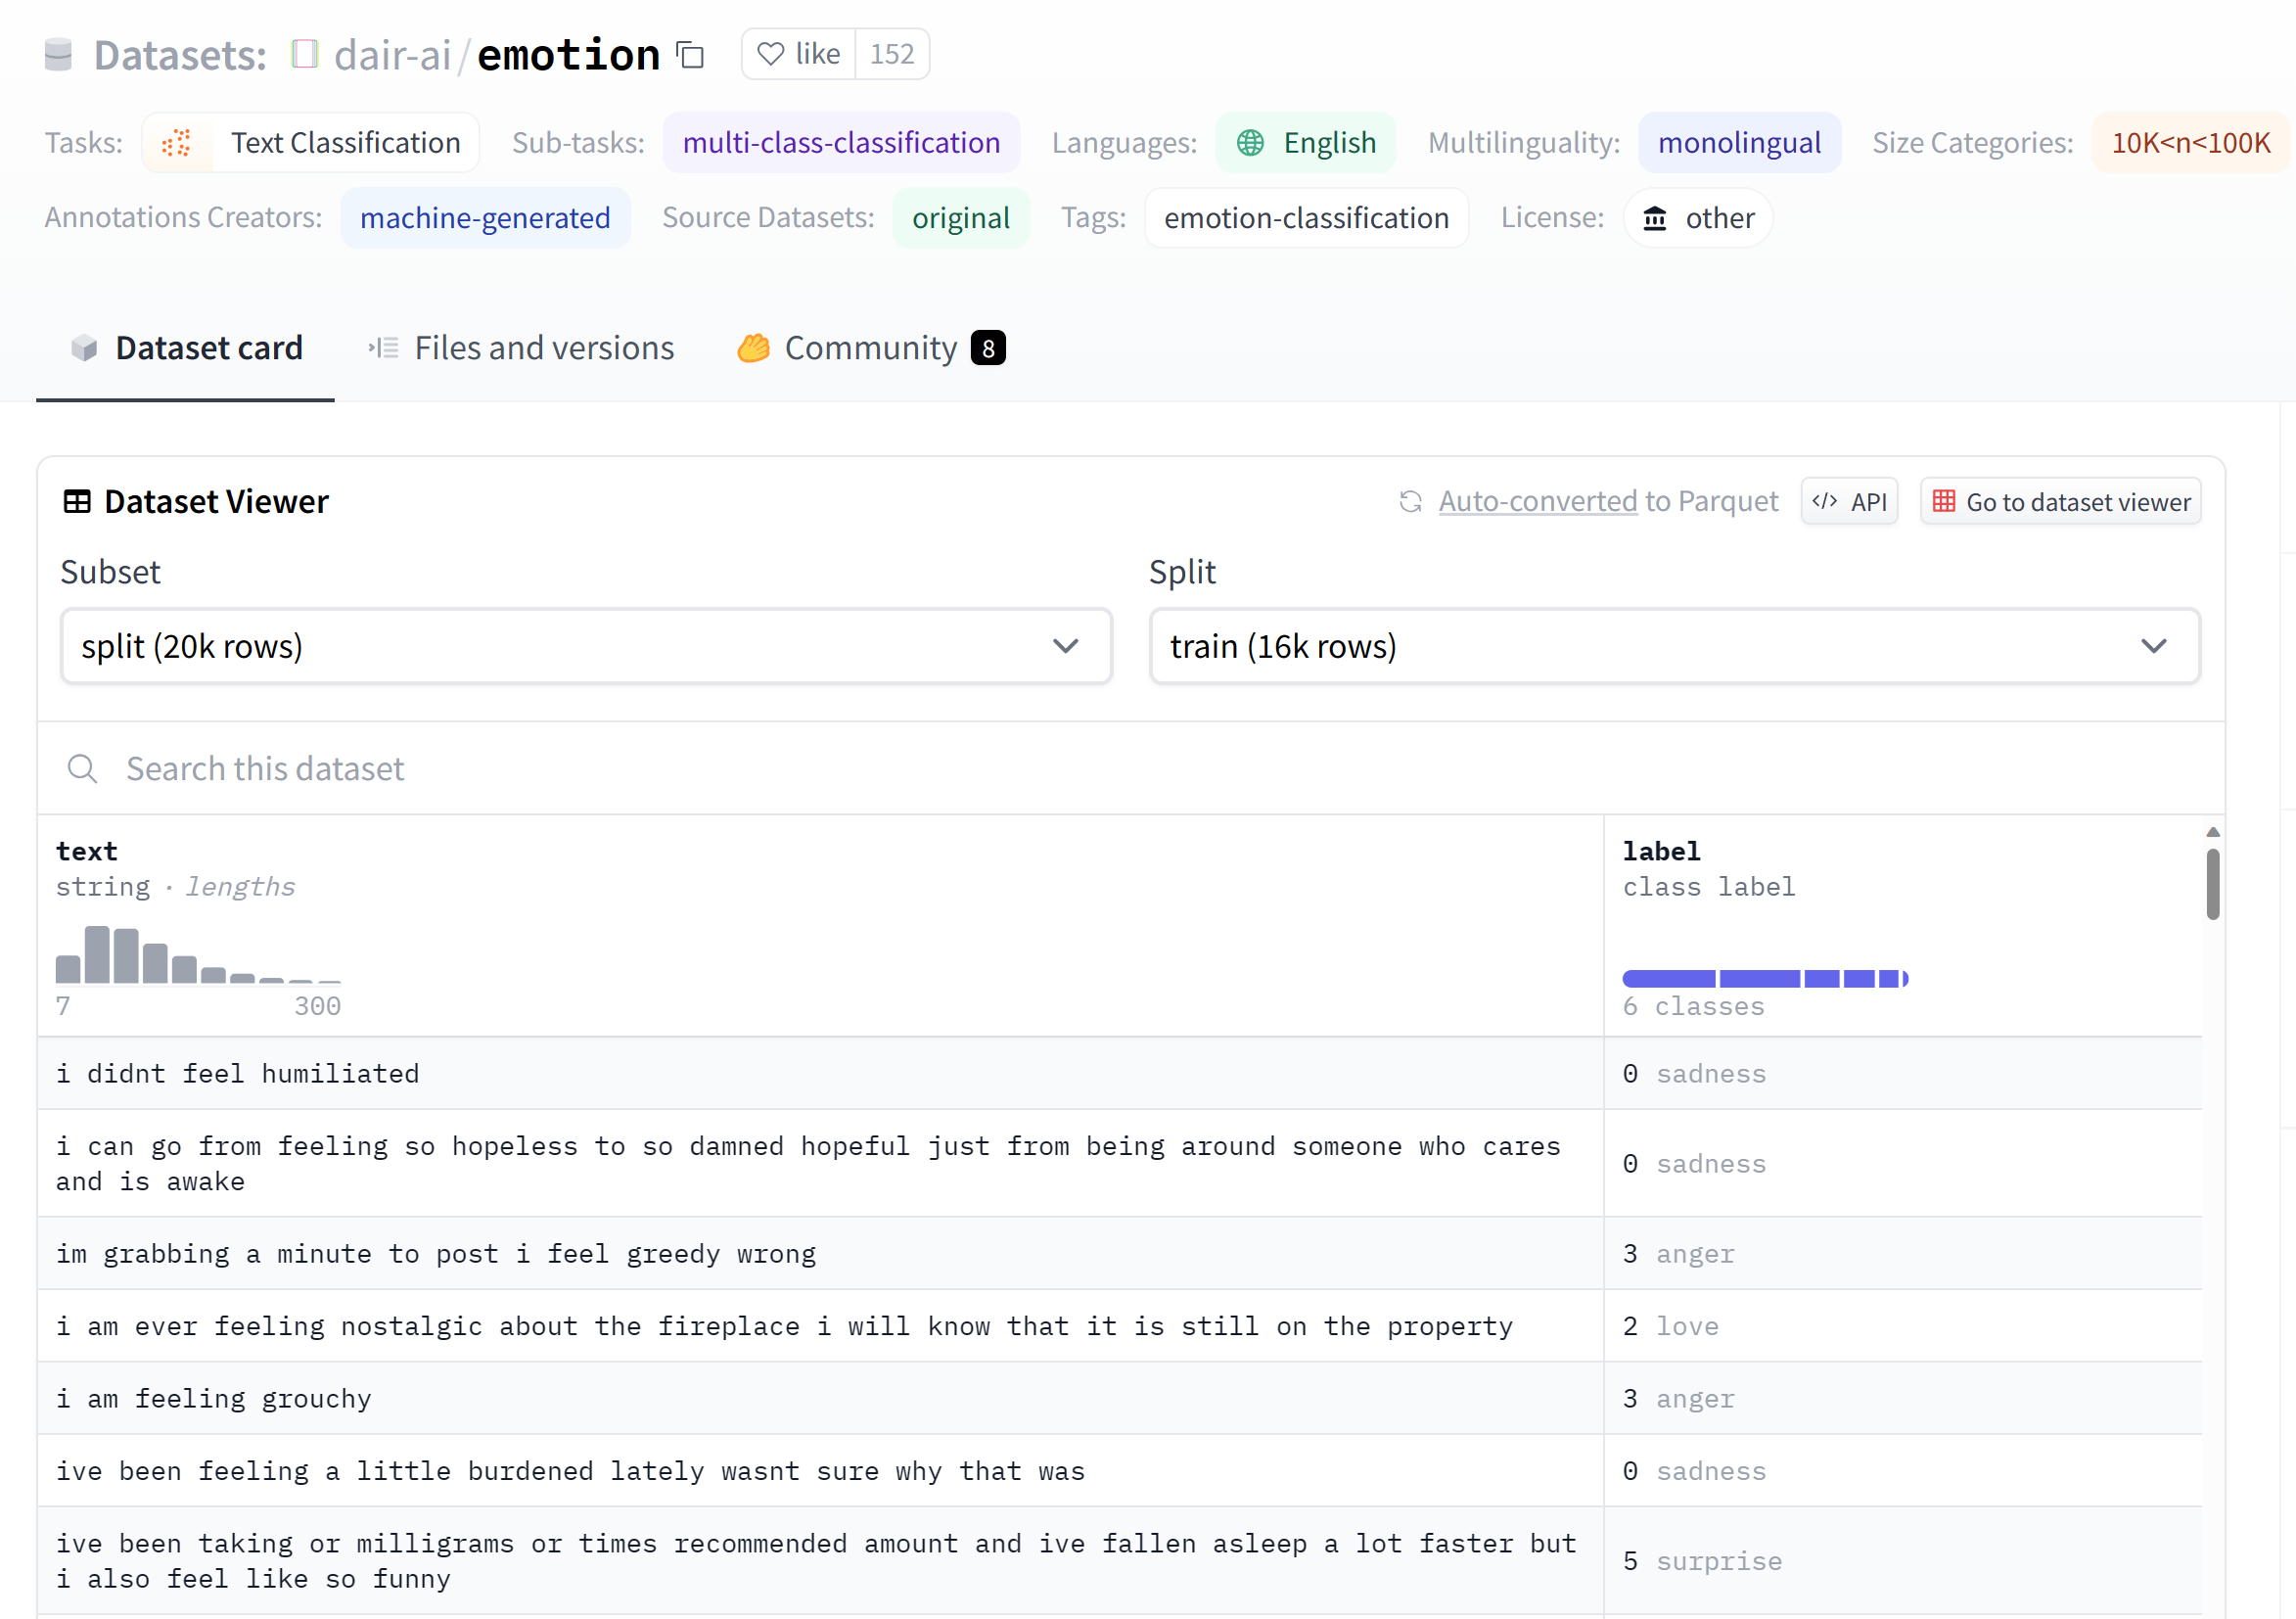 Datasets: dair-ai/emotion like 152
Tasks: Text Classification Sub-tasks: multi-class-classification Languages: English Multilinguality: monolingual Size Categories: 10K<n<100K
Annotations Creators: machine-generated Source Datasets: original Tags: emotion-classification License: other
Dataset card Files and versions Community 8
Dataset Viewer Auto-converted to Parquet </> API Go to dataset viewer
Subset Split
split (20k rows) train (16k rows)
Search this dataset
text label
string · lengths class label
7 300 6 classes
i didnt feel humiliated 0 sadness
i can go from feeling so hopeless to so damned hopeful just from being around someone who cares
and is awake 0 sadness
im grabbing a minute to post i feel greedy wrong 3 anger
i am ever feeling nostalgic about the fireplace i will know that it is still on the property 2 love
i am feeling grouchy 3 anger
ive been feeling a little burdened lately wasnt sure why that was 0 sadness
ive been taking or milligrams or times recommended amount and ive fallen asleep a lot faster but
i also feel like so funny 5 surprise